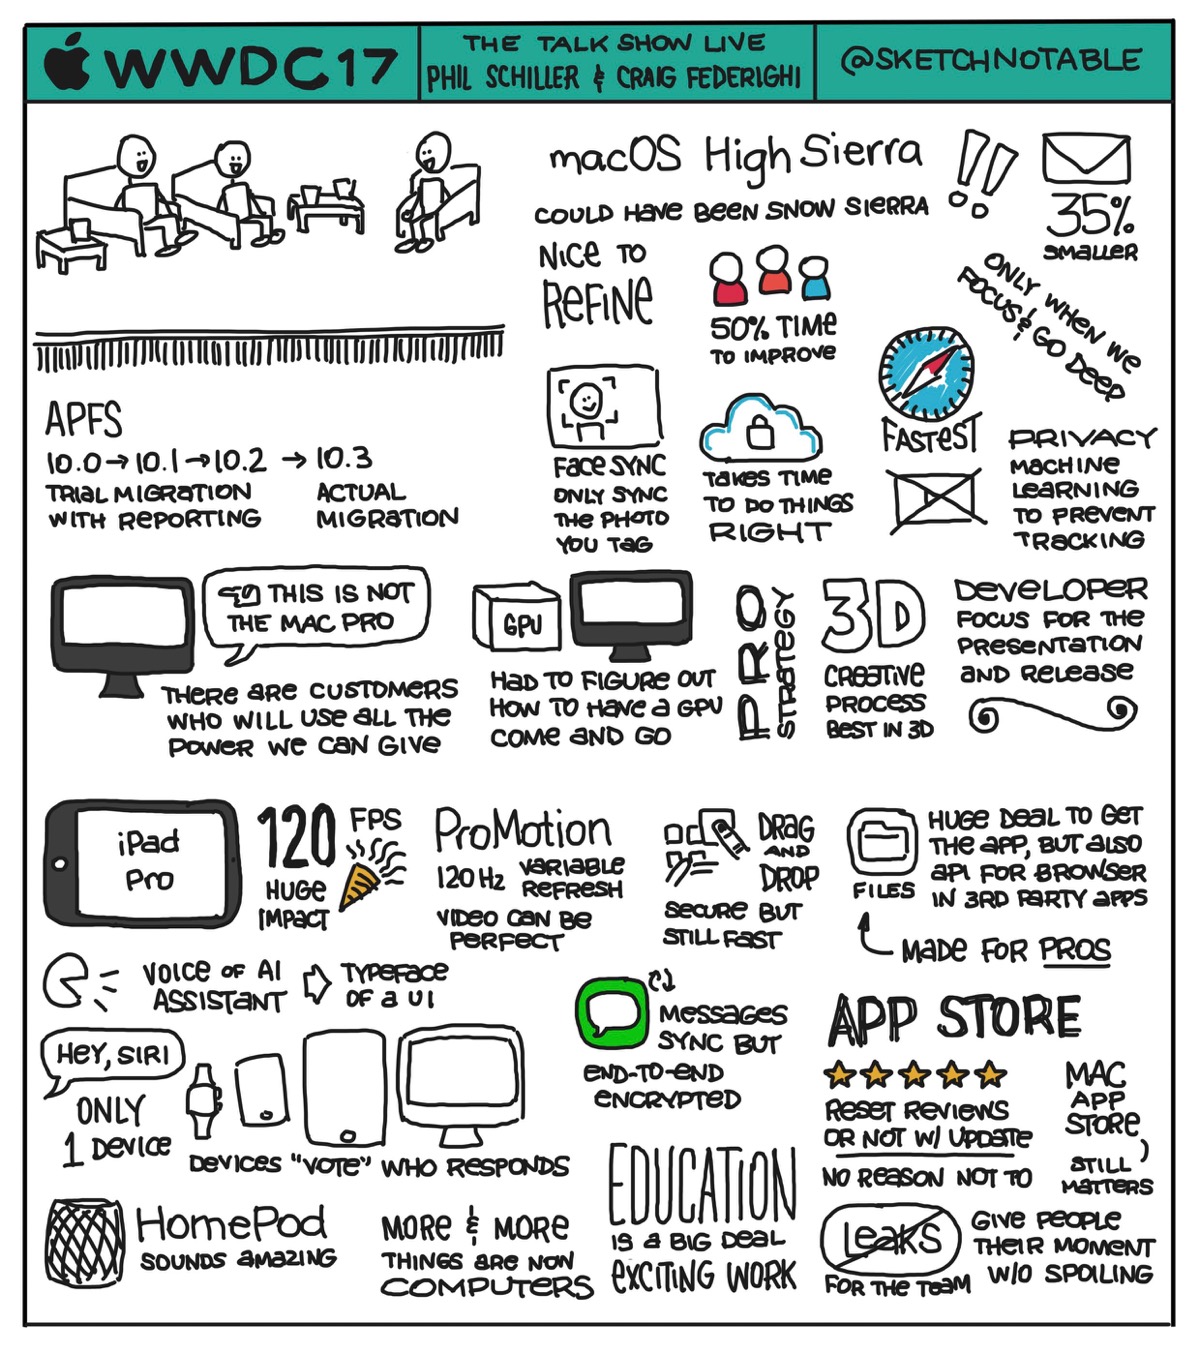 WWDC17
THE TALK SHOW LIVE
PHIL SCHILLER & CRAIG FEDERIGHI
@SKETCHNOTABLE
macOS High Sierra
COULD HAVE BEEN SNOW SIERRA
!!
35%
SMALLER
NICE TO
REFINE
50% TIME
TO IMPROVE
ONLY WHEN WE
FOCUS & GO DEEP
APFS
10.0 → 10.1 → 10.2 → 10.3
TRIAL MIGRATION
WITH REPORTING
ACTUAL
MIGRATION
FACE SYNC
ONLY SYNC
THE PHOTO
YOU TAG
TAKES TIME
TO DO THINGS
RIGHT
FASTEST
PRIVACY
MACHINE
LEARNING
TO PREVENT
TRACKING
THIS IS NOT
THE MAC PRO
THERE ARE CUSTOMERS
WHO WILL USE ALL THE
POWER WE CAN GIVE
GPU
HAD TO FIGURE OUT
HOW TO HAVE A GPU
COME AND GO
PRO
STRATEGY
3D
CREATIVE
PROCESS
BEST IN 3D
DEVELOPER
FOCUS FOR THE
PRESENTATION
AND RELEASE
iPad
Pro
120 FPS
HUGE
IMPACT
ProMotion
120Hz VARIABLE
REFRESH
VIDEO CAN BE
PERFECT
DRAG
AND
DROP
SECURE BUT
STILL FAST
FILES
HUGE DEAL TO GET
THE APP, BUT ALSO
API FOR BROWSER
IN 3RD PARTY APPS
MADE FOR PROS
VOICE OF AI
ASSISTANT
TYPEFACE
OF A UI
HEY, SIRI
ONLY
1 DEVICE
DEVICES "VOTE" WHO RESPONDS
MESSAGES
SYNC BUT
END-TO-END
ENCRYPTED
APP STORE
RESET REVIEWS
OR NOT W/ UPDATE
NO REASON NOT TO
MAC
APP
STORE,
STILL
MATTERS
HomePod
SOUNDS AMAZING
MORE & MORE
THINGS ARE NOW
COMPUTERS
EDUCATION
IS A BIG DEAL
EXCITING WORK
LEAKS
FOR THE TEAM
GIVE PEOPLE
THEIR MOMENT
W/O SPOILING